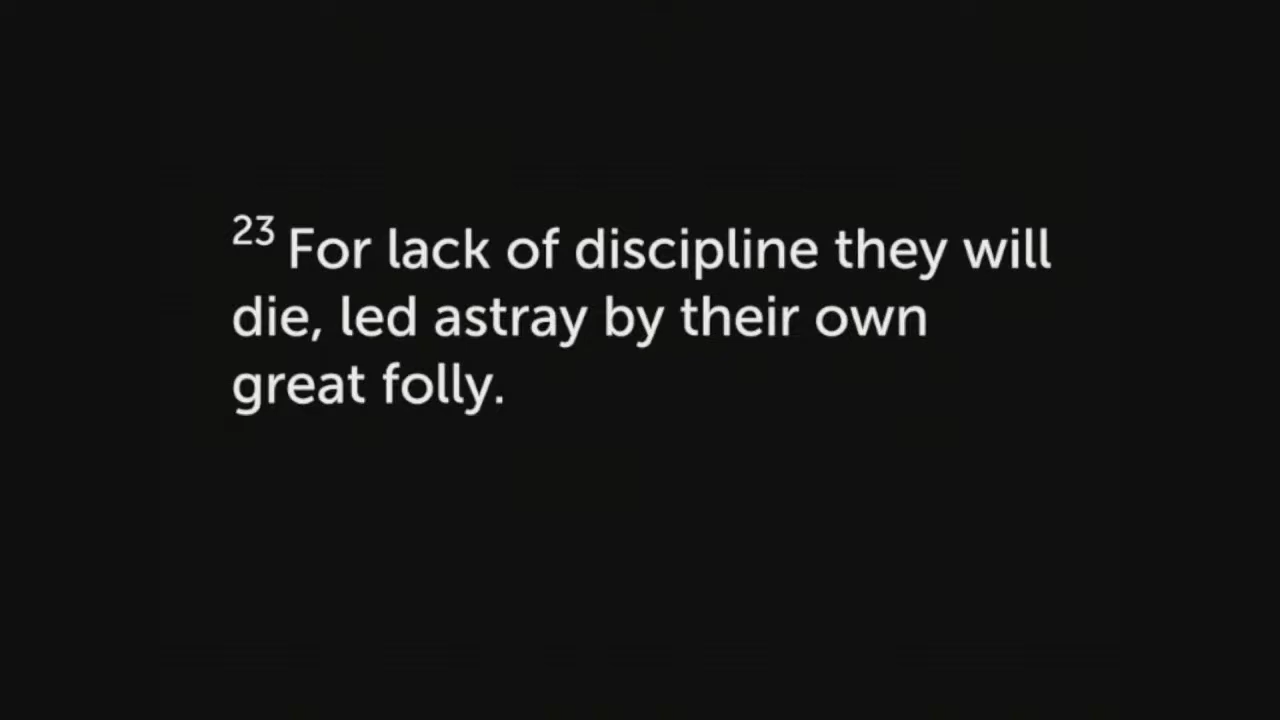 23 For lack of discipline they will
die, led astray by their own
great folly.